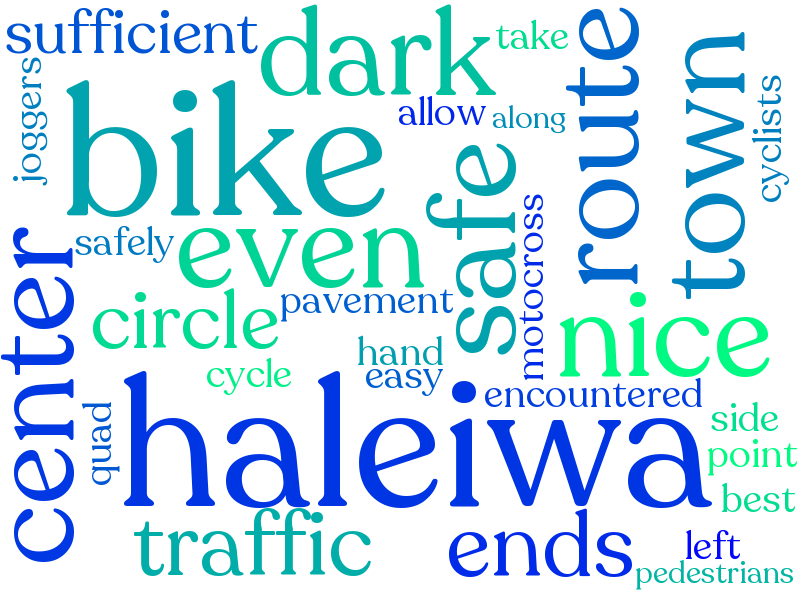 sufficient
dark
take
route
town
joggers
bike
allow
along
cyclists
safe
safely
even
motocross
center
circle
pavement
nice
hand
cycle
easy
haleiwa
encountered
quad
side
point
best
traffic
ends
left
pedestrians